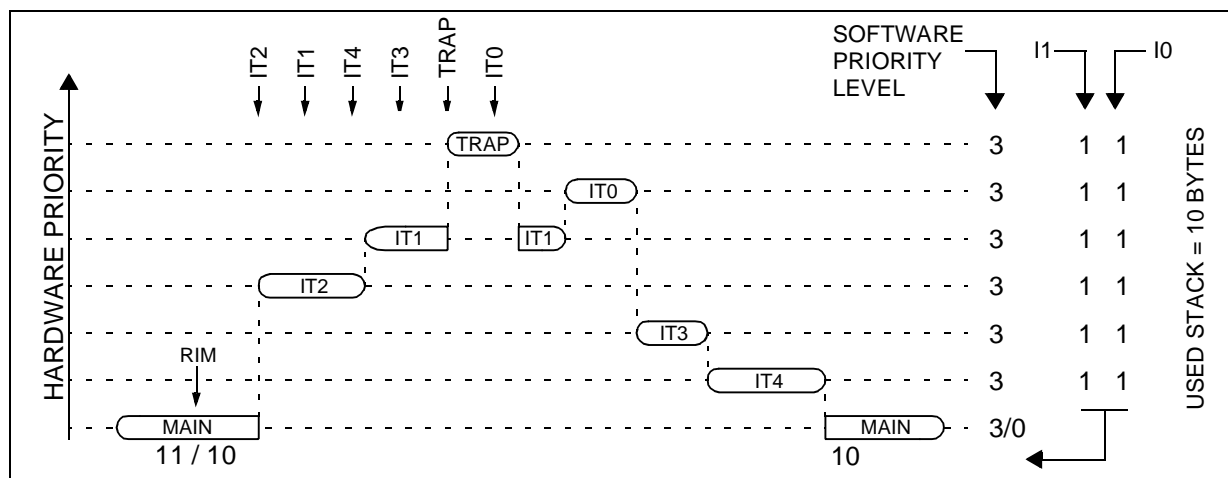 SOFTWARE
PRIORITY
LEVEL
I1
I0
IT2
IT1
IT4
IT3
TRAP
IT0
HARDWARE PRIORITY
TRAP
3
1 1
IT0
3
1 1
IT1
IT1
3
1 1
IT2
3
1 1
IT3
3
1 1
RIM
IT4
3
1 1
MAIN
MAIN
3/0
11 / 10
10
USED STACK = 10 BYTES